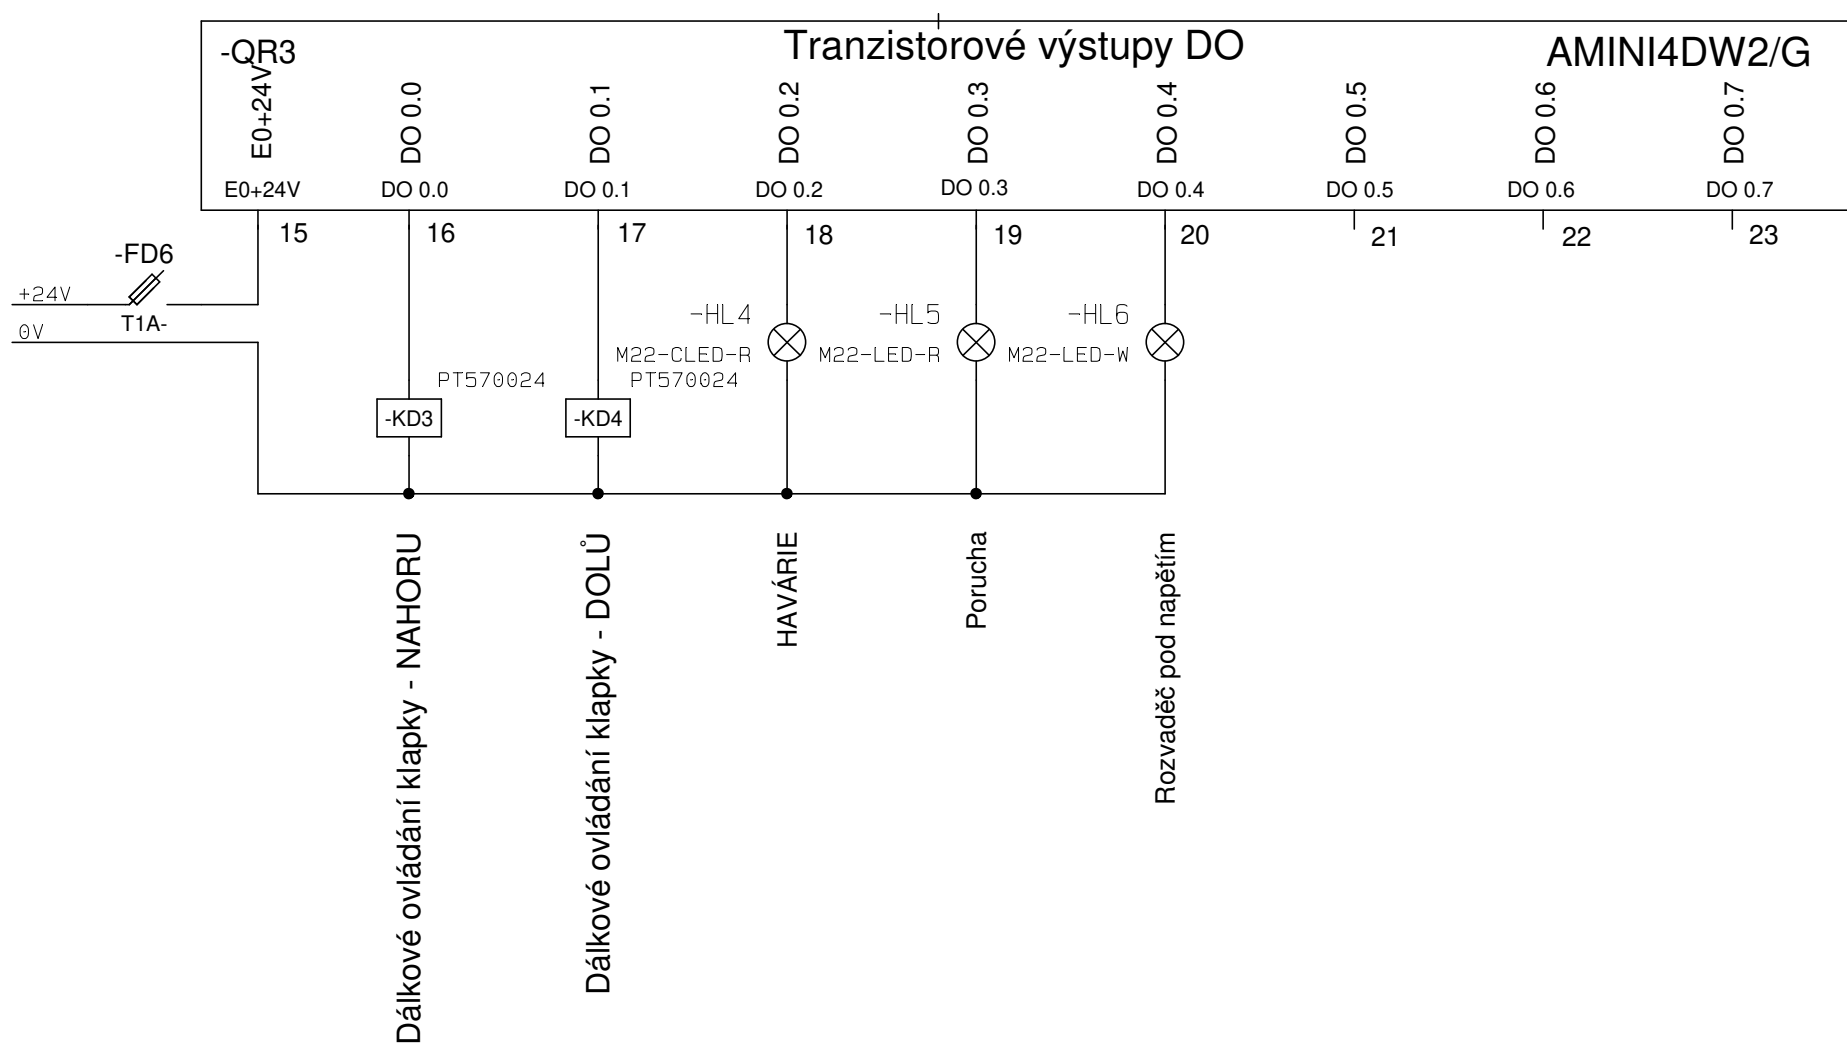 -QR3
Tranzistorové výstupy DO
AMINI4DW2/G
E0+24V
DO 0.0
DO 0.1
DO 0.2
DO 0.3
DO 0.4
DO 0.5
DO 0.6
DO 0.7
E0+24V
DO 0.0
DO 0.1
DO 0.2
DO 0.3
DO 0.4
DO 0.5
DO 0.6
DO 0.7
15
16
17
18
19
20
21
22
23
-FD6
+24V
T1A-
0V
-HL4
-HL5
-HL6
M22-CLED-R
M22-LED-R
M22-LED-W
PT570024
PT570024
-KD3
-KD4
Dálkové ovládání klapky - NAHORU
Dálkové ovládání klapky - DOLŮ
HAVÁRIE
Porucha
Rozvaděč pod napětím